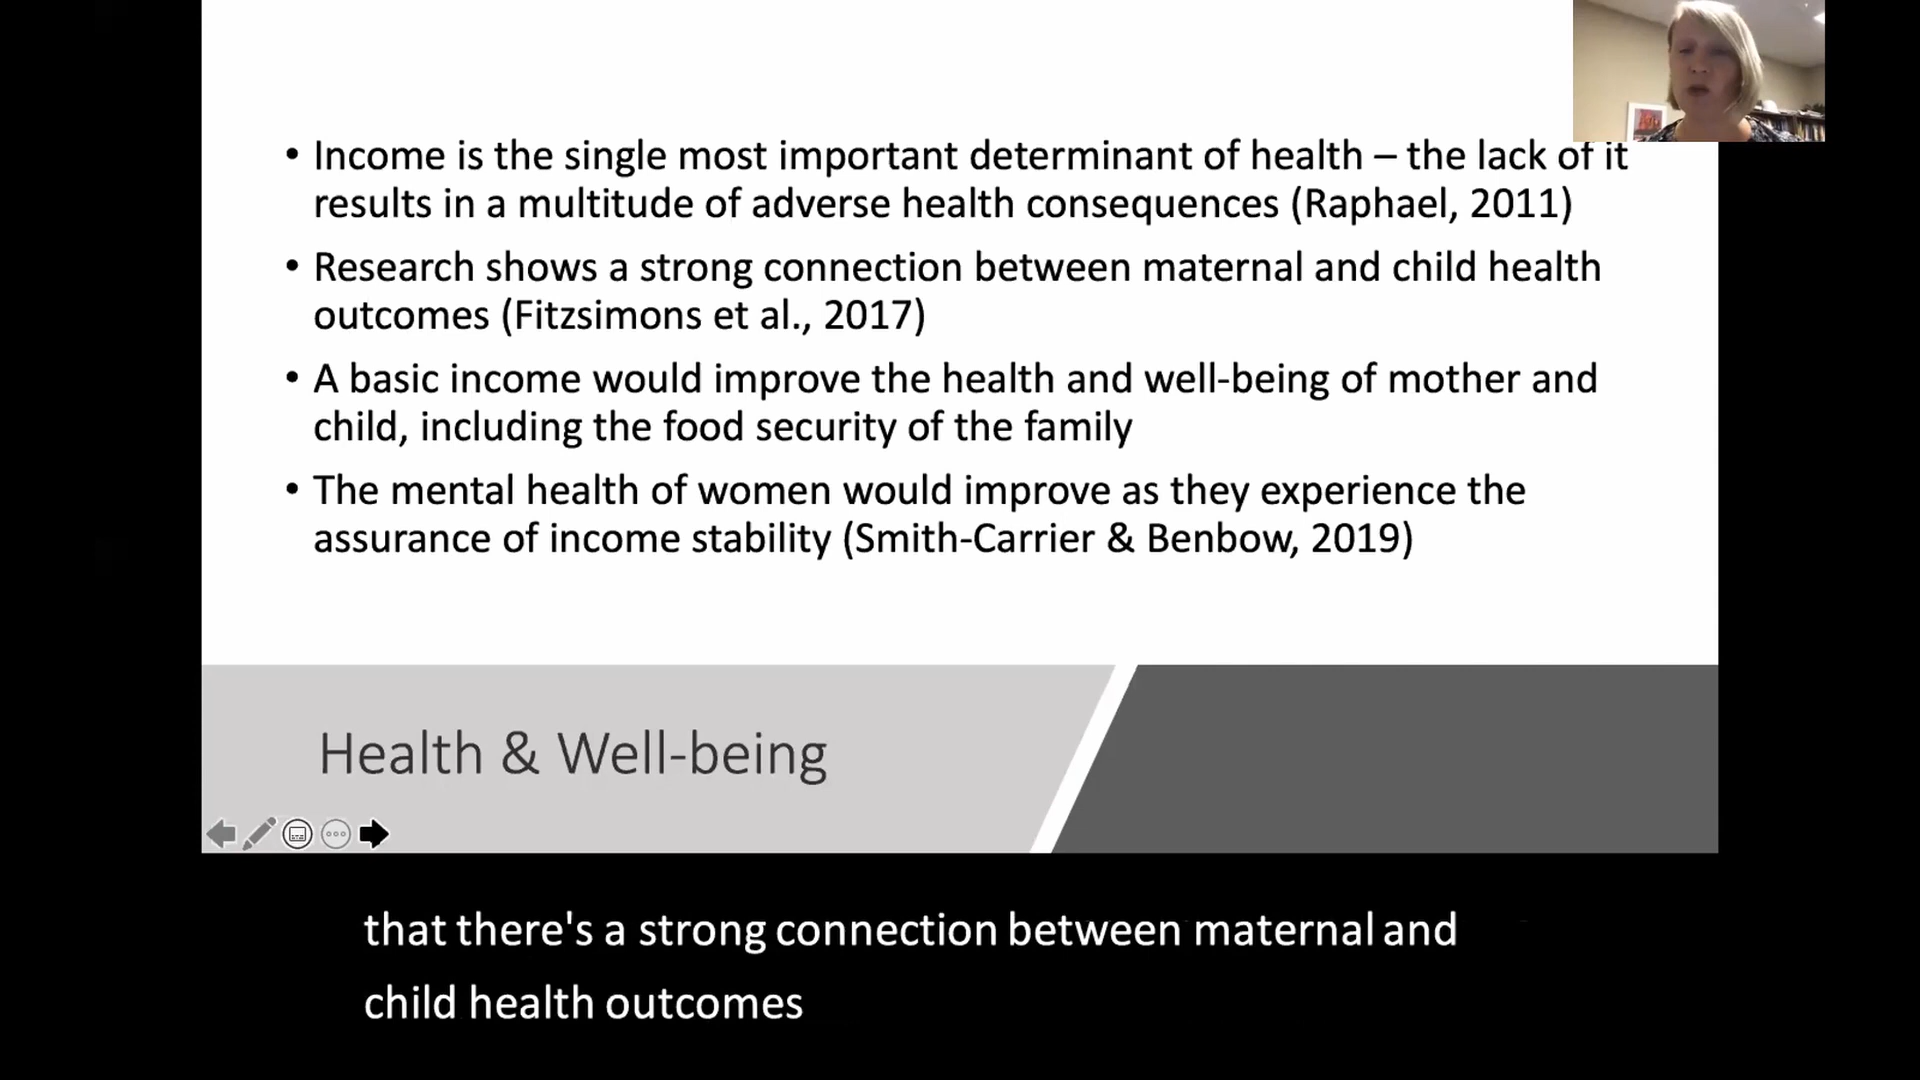 • Income is the single most important determinant of health – the lack of it
results in a multitude of adverse health consequences (Raphael, 2011)
• Research shows a strong connection between maternal and child health
outcomes (Fitzsimons et al., 2017)
• A basic income would improve the health and well-being of mother and
child, including the food security of the family
• The mental health of women would improve as they experience the
assurance of income stability (Smith-Carrier & Benbow, 2019)
Health & Well-being
that there's a strong connection between maternal and
child health outcomes